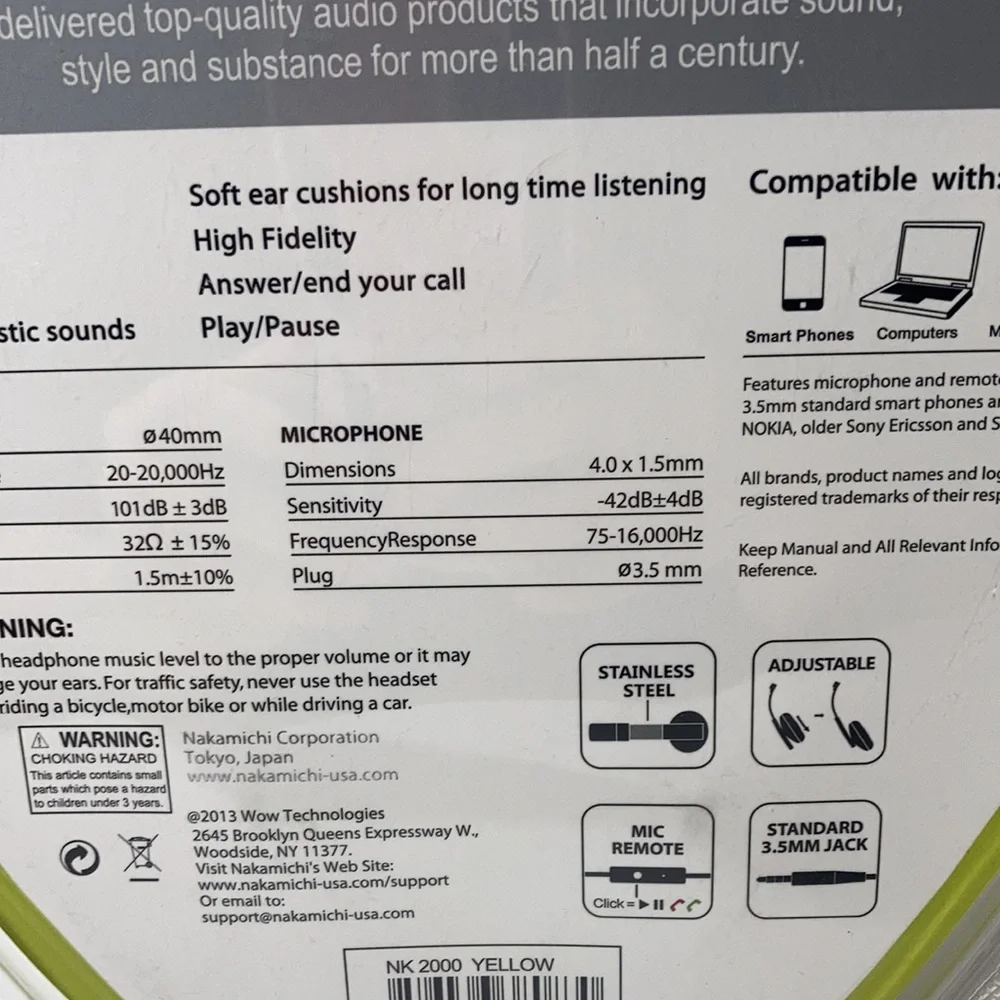 delivered top-quality audio products that incorporate sound,
style and substance for more than half a century.
Soft ear cushions for long time listening
High Fidelity
Answer/end your call
sounds
Play/Pause
Compatible with:
Smart Phones
Computers
Features microphone and
3.5mm standard smart phones
NOKIA, older Sony Ericsson and
All brands, product names and
registered trademarks of their
Keep Manual and All Relevant
Reference.
Ø40mm
20-20,000Hz
101dB ± 3dB
32Ω ± 15%
1.5m±10%
MICROPHONE
Dimensions 4.0 x 1.5mm
Sensitivity -42dB±4dB
FrequencyResponse 75-16,000Hz
Plug Ø3.5 mm
NING:
headphone music level to the proper volume or it may
your ears. For traffic safety, never use the headset
riding a bicycle,motor bike or while driving a car.
WARNING:
CHOKING HAZARD
This article contains small
parts which pose a hazard
to children under 3 years.
Nakamichi Corporation
Tokyo, Japan
www.nakamichi-usa.com
@2013 Wow Technologies
2645 Brooklyn Queens Expressway W.,
Woodside, NY 11377.
Visit Nakamichi's Web Site:
www.nakamichi-usa.com/support
Or email to:
support@nakamichi-usa.com
STAINLESS
STEEL
ADJUSTABLE
MIC
REMOTE
Click=
STANDARD
3.5MM JACK
NK 2000 YELLOW